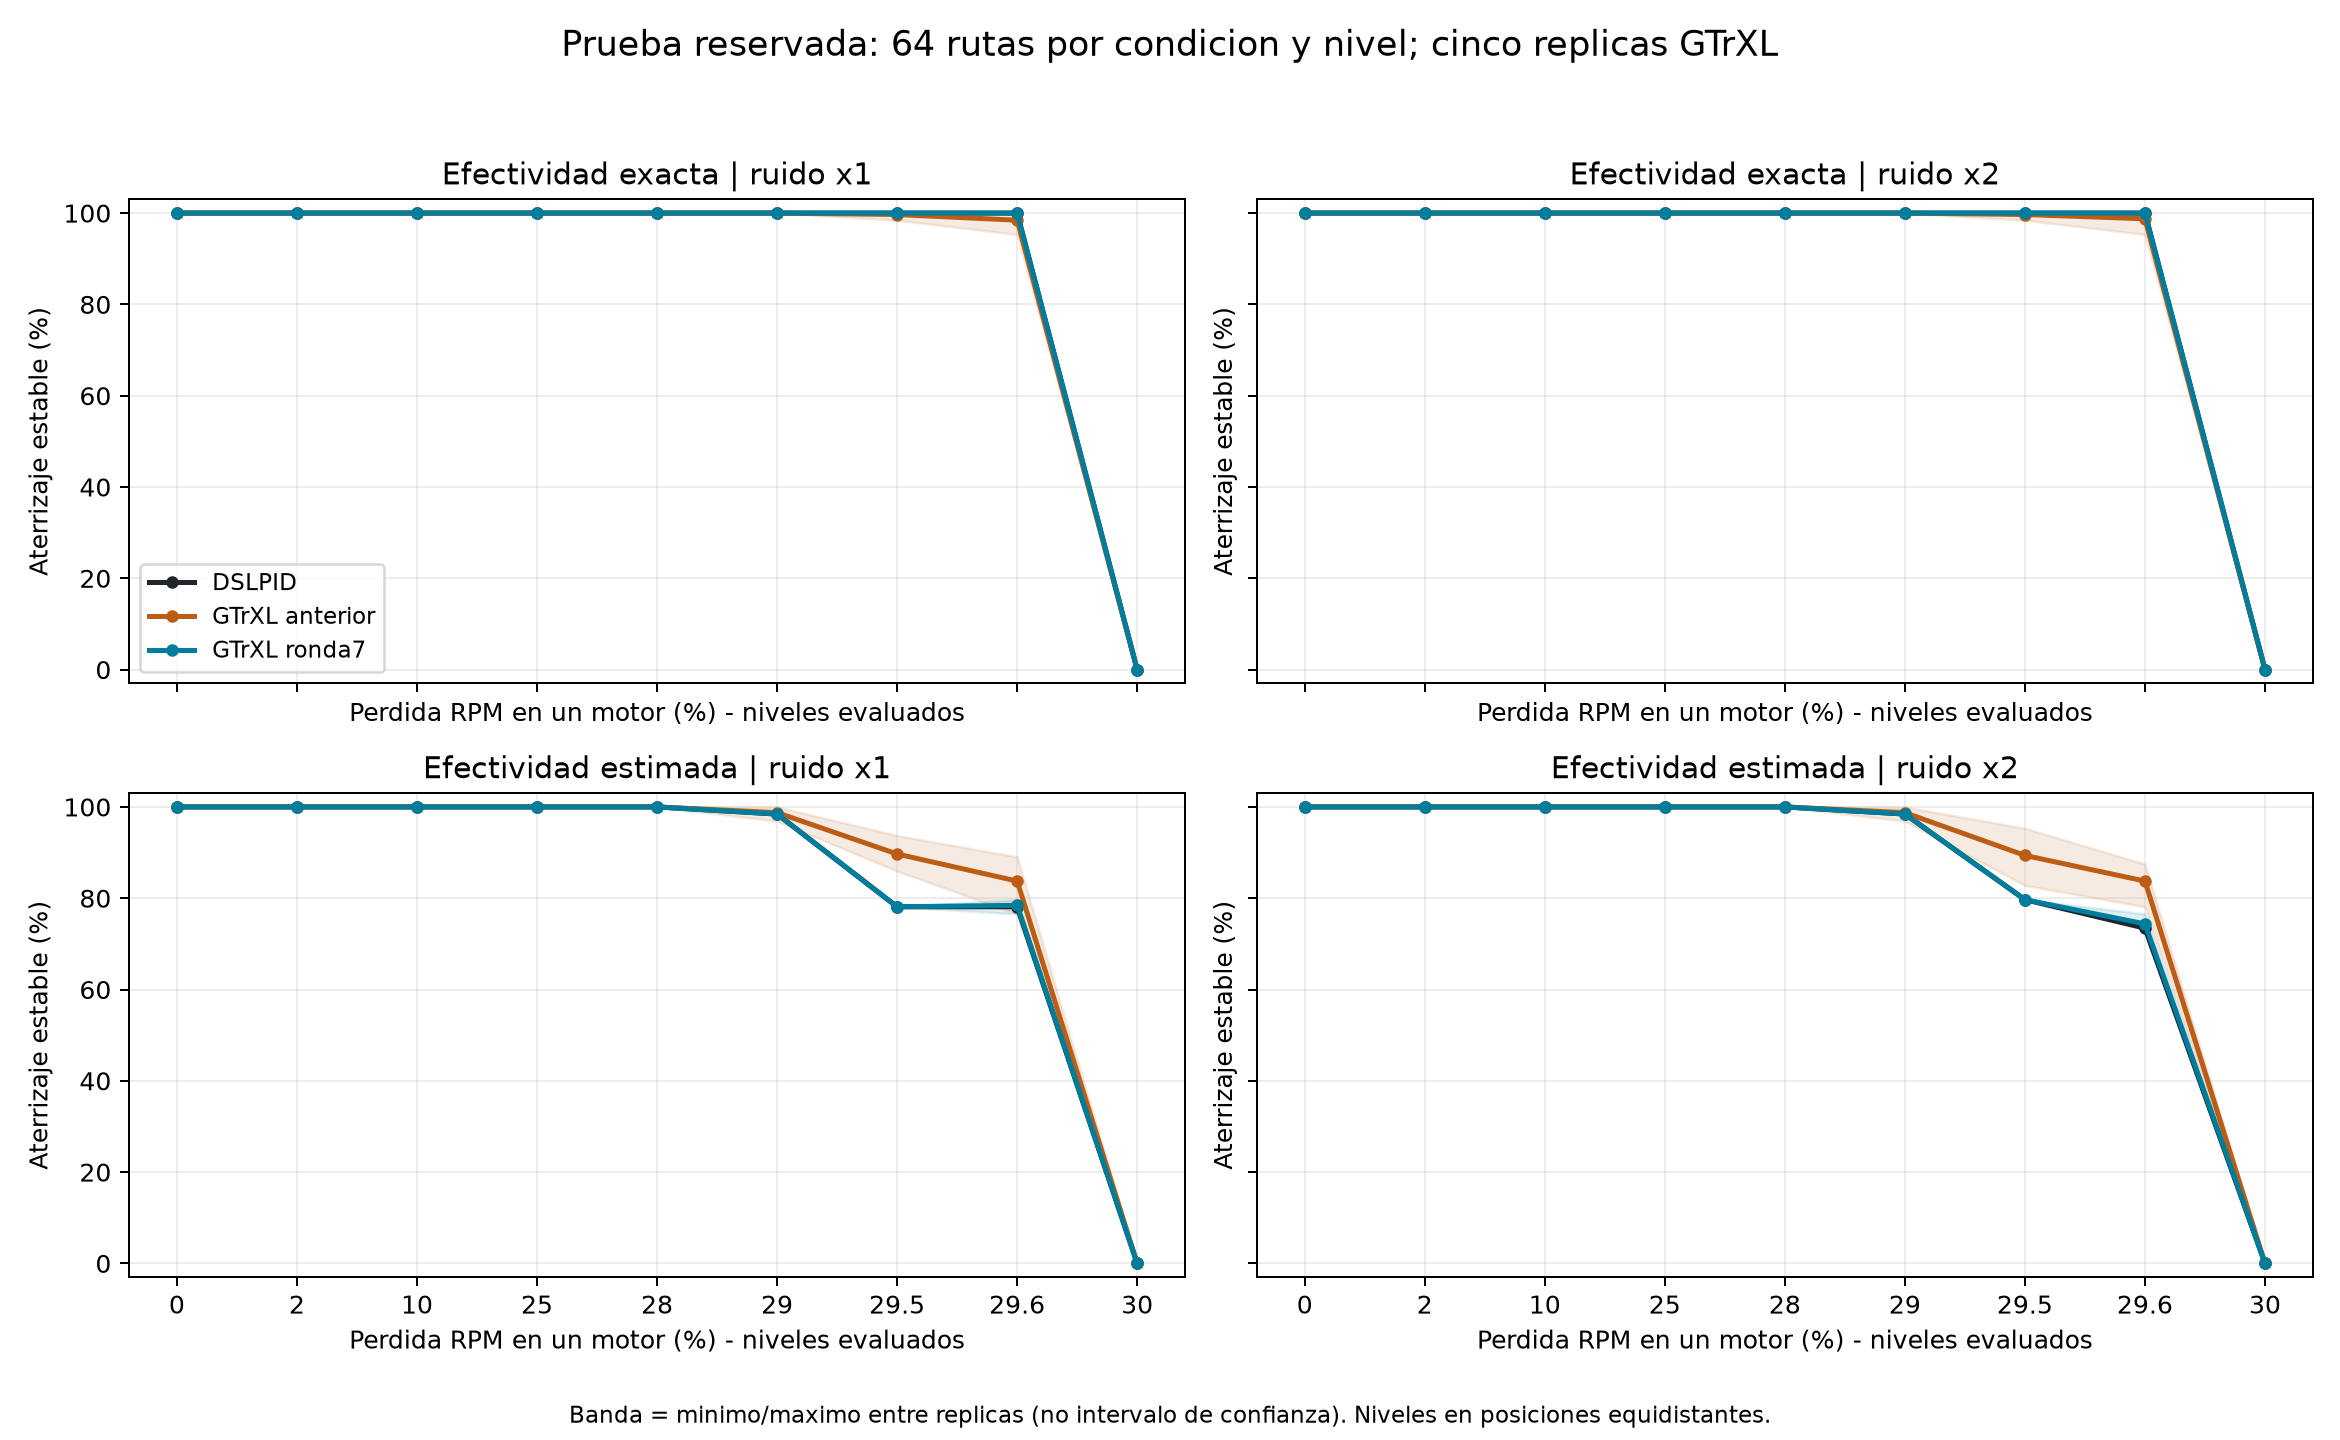 Prueba reservada: 64 rutas por condicion y nivel; cinco replicas GTrXL
Efectividad exacta | ruido x1
Aterrizaje estable (%)
100
80
60
40
20
0
DSLPID
GTrXL anterior
GTrXL ronda7
Perdida RPM en un motor (%) - niveles evaluados
Efectividad exacta | ruido x2
Aterrizaje estable (%)
Perdida RPM en un motor (%) - niveles evaluados
Efectividad estimada | ruido x1
Aterrizaje estable (%)
100
80
60
40
20
0
0 2 10 25 28 29 29.5 29.6 30
Perdida RPM en un motor (%) - niveles evaluados
Efectividad estimada | ruido x2
Aterrizaje estable (%)
0 2 10 25 28 29 29.5 29.6 30
Perdida RPM en un motor (%) - niveles evaluados
Banda = minimo/maximo entre replicas (no intervalo de confianza). Niveles en posiciones equidistantes.